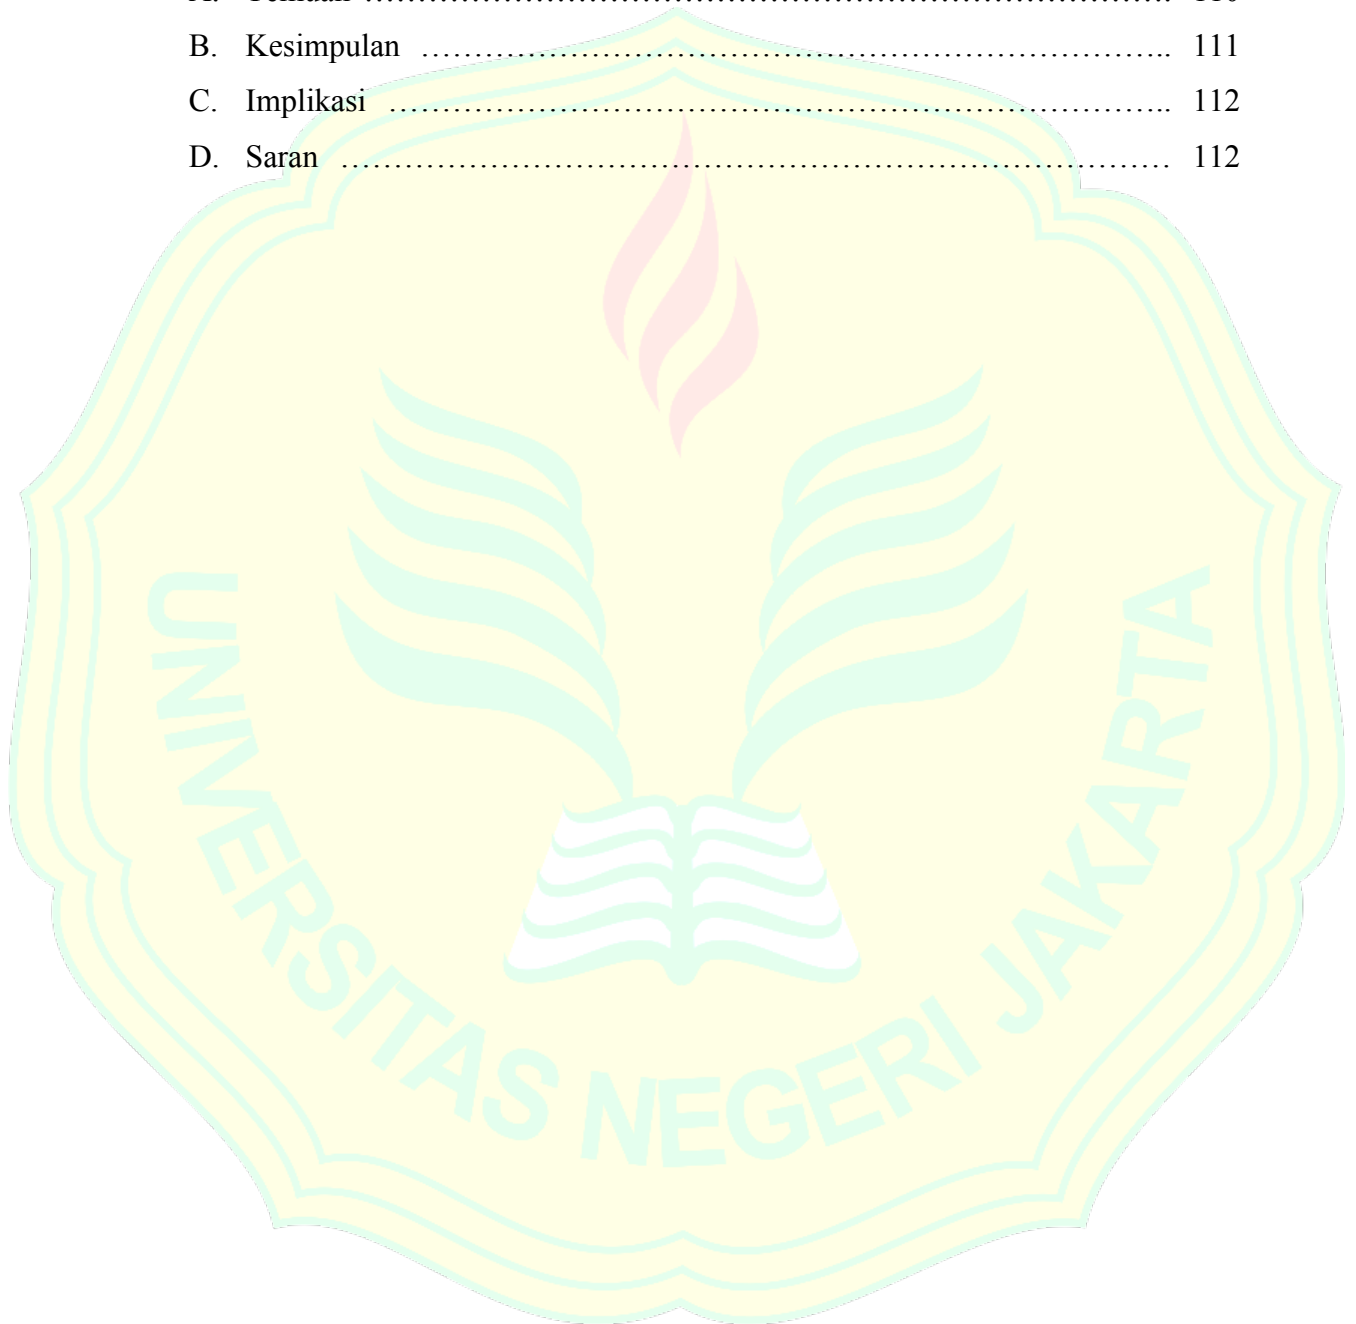 B. Kesimpulan ……………………………………………………………….. 111
C. Implikasi ………………………………………………………………….. 112
D. Saran ……………………………………………………………………… 112
UNIVERSITAS NEGERI JAKARTA